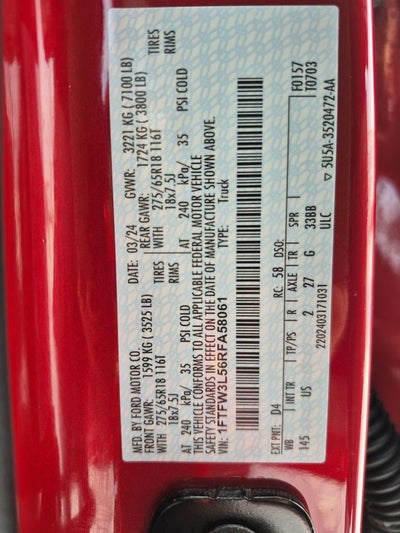 MFD. BY FORD MOTOR CO. DATE: 03/24 GVWR: 3221 KG (7100 LB)
FRONT GAWR: REAR GAWR: 1724 KG (3800 LB)
1599 KG (3525 LB) WITH TIRES
WITH TIRES 275/65R18 116T RIMS
275/65R18 116T RIMS 18x7.5J
18x7.5J AT 240 kPa/ 35 PSI COLD
AT 240 kPa/ 35 PSI COLD
THIS VEHICLE CONFORMS TO ALL APPLICABLE FEDERAL MOTOR VEHICLE
SAFETY STANDARDS IN EFFECT ON THE DATE OF MANUFACTURE SHOWN ABOVE.
VIN: 1FTFW3L56RFA58061 TYPE: Truck
F0157
T0703
EXT PNT: D4 RC: 58 DSO:
WB INT TR TP/PS R AXLE TR SPR
145 US 2 27 G 33BB
ULC
2202403171031 ▽ 5U5A-3520472-AA